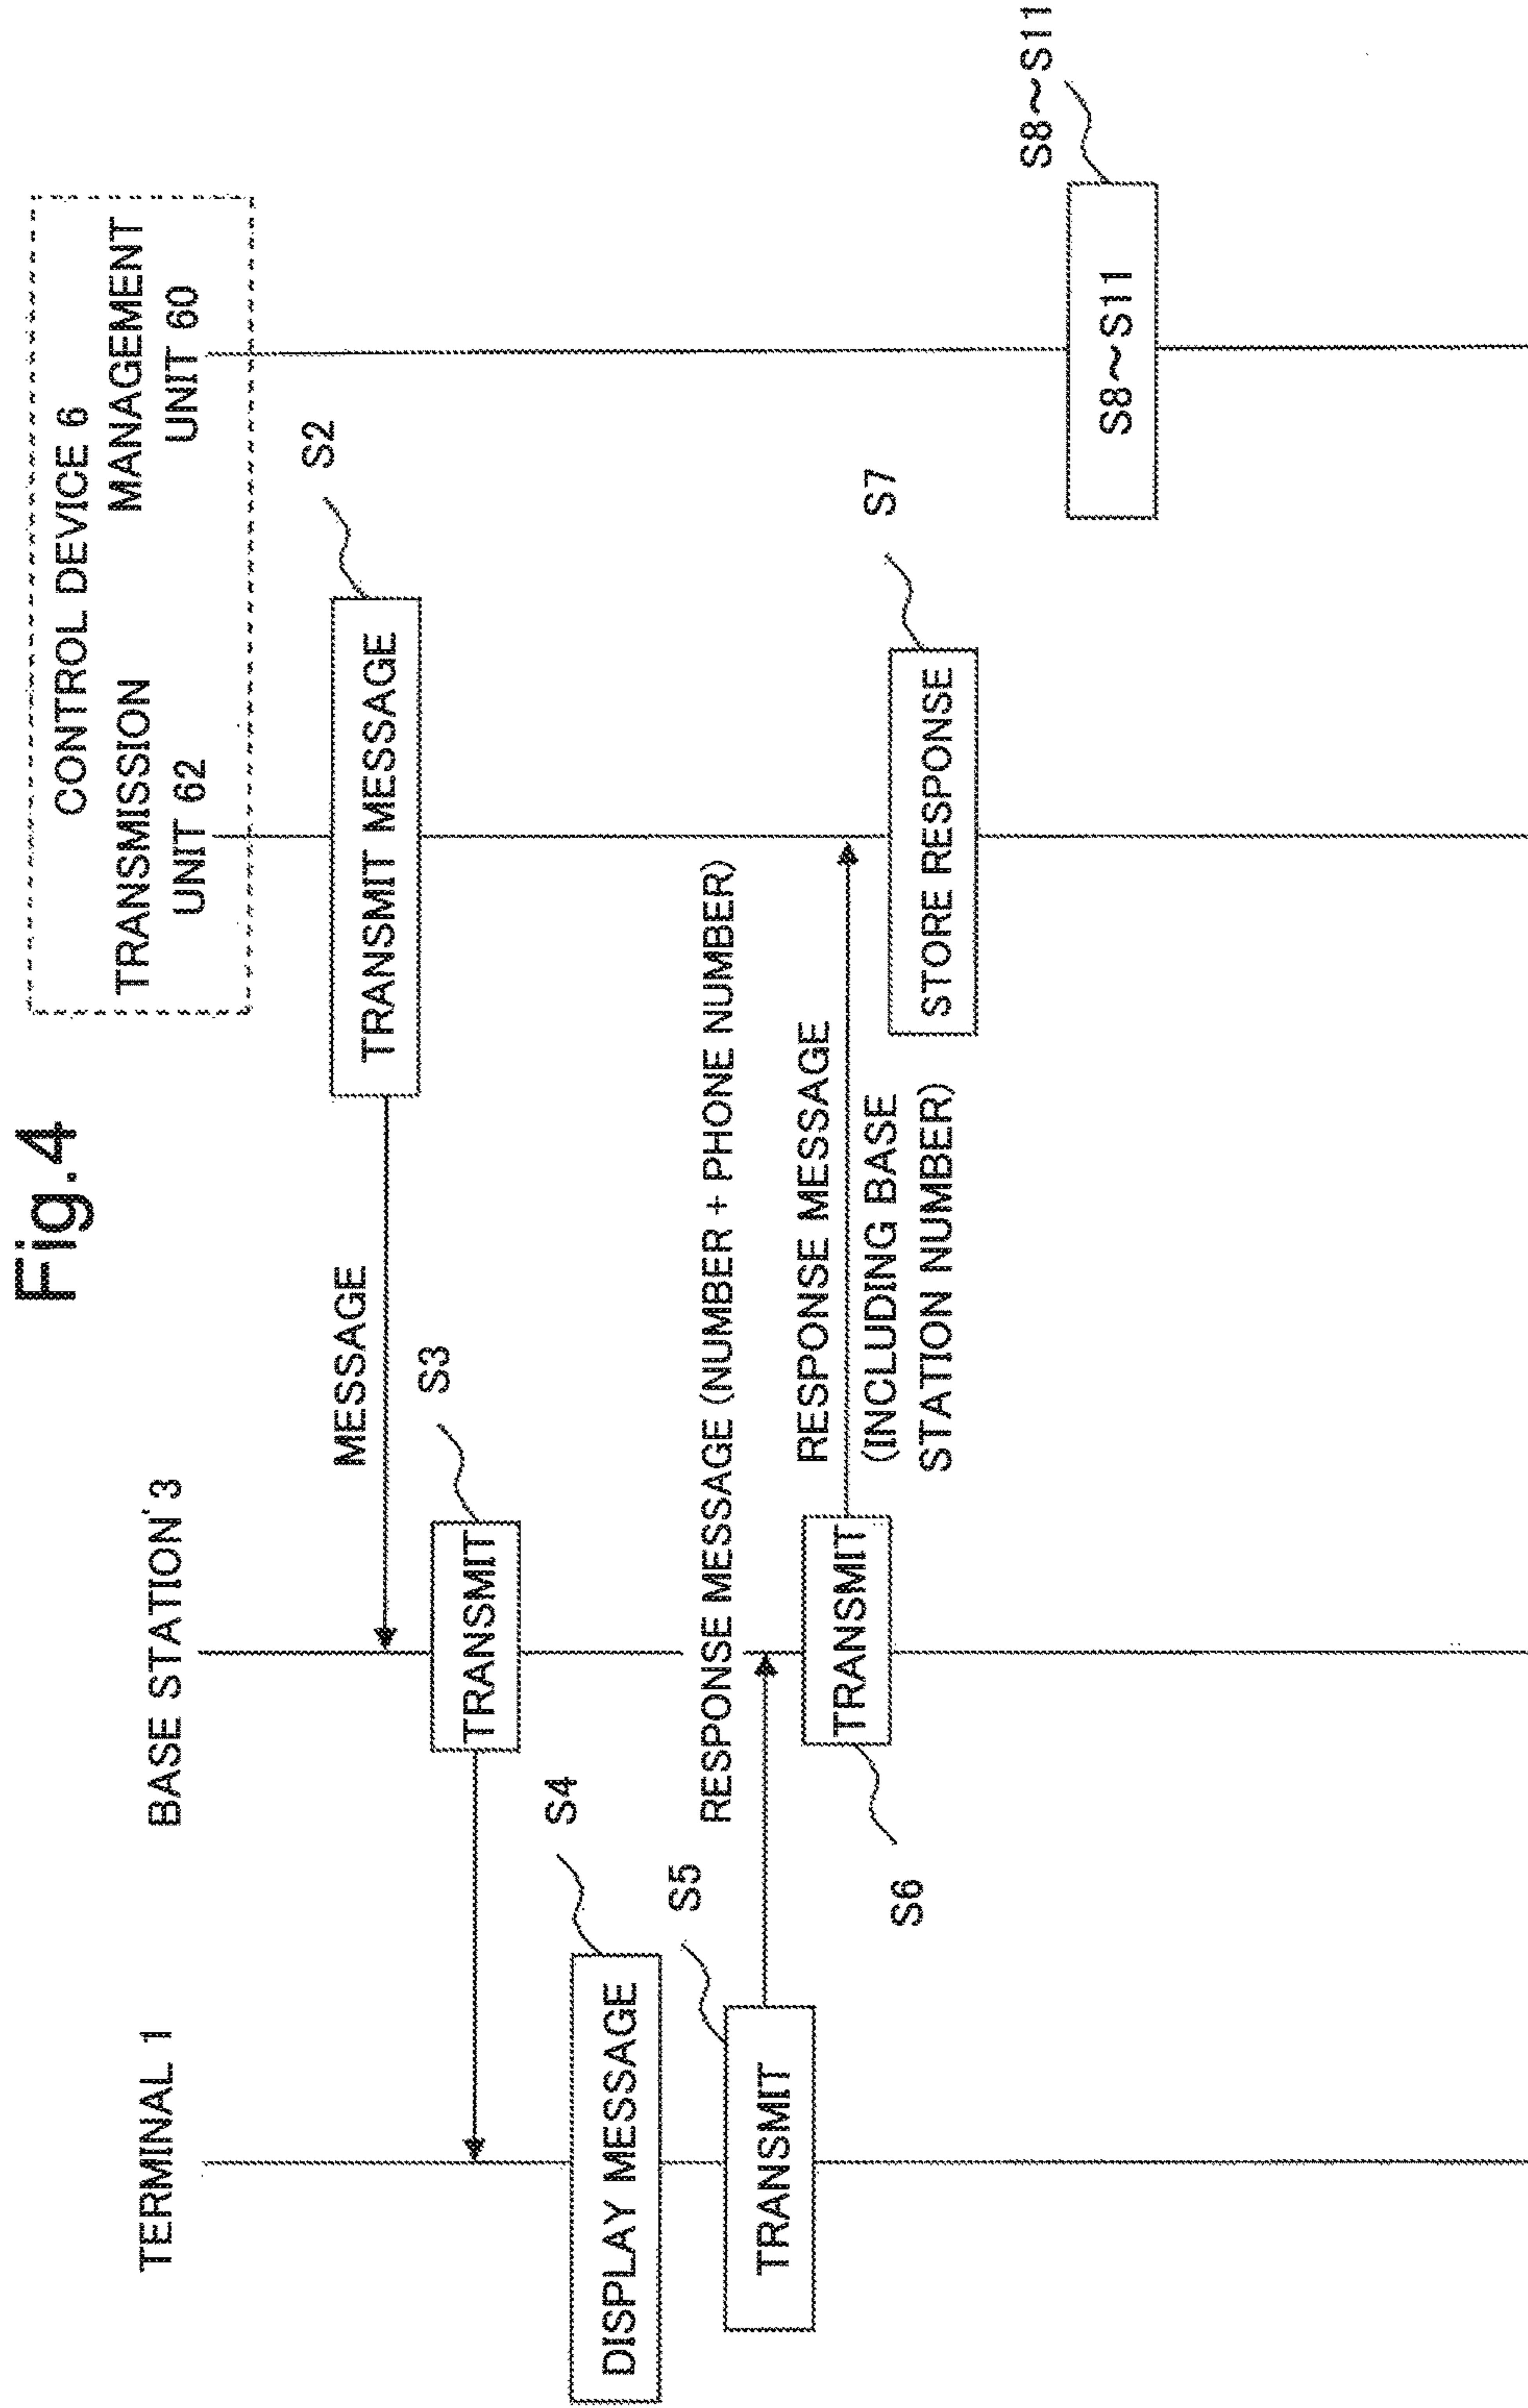 Fig.4
CONTROL DEVICE 6
TERMINAL 1
BASE STATION 3
TRANSMISSION
UNIT 62
MANAGEMENT
UNIT 60
S2
TRANSMIT MESSAGE
MESSAGE
S3
TRANSMIT
S4
DISPLAY MESSAGE
S5
TRANSMIT
RESPONSE MESSAGE (NUMBER + PHONE NUMBER)
TRANSMIT
S6
RESPONSE MESSAGE
(INCLUDING BASE
STATION NUMBER)
S7
STORE RESPONSE
S8~S11
S8~S11